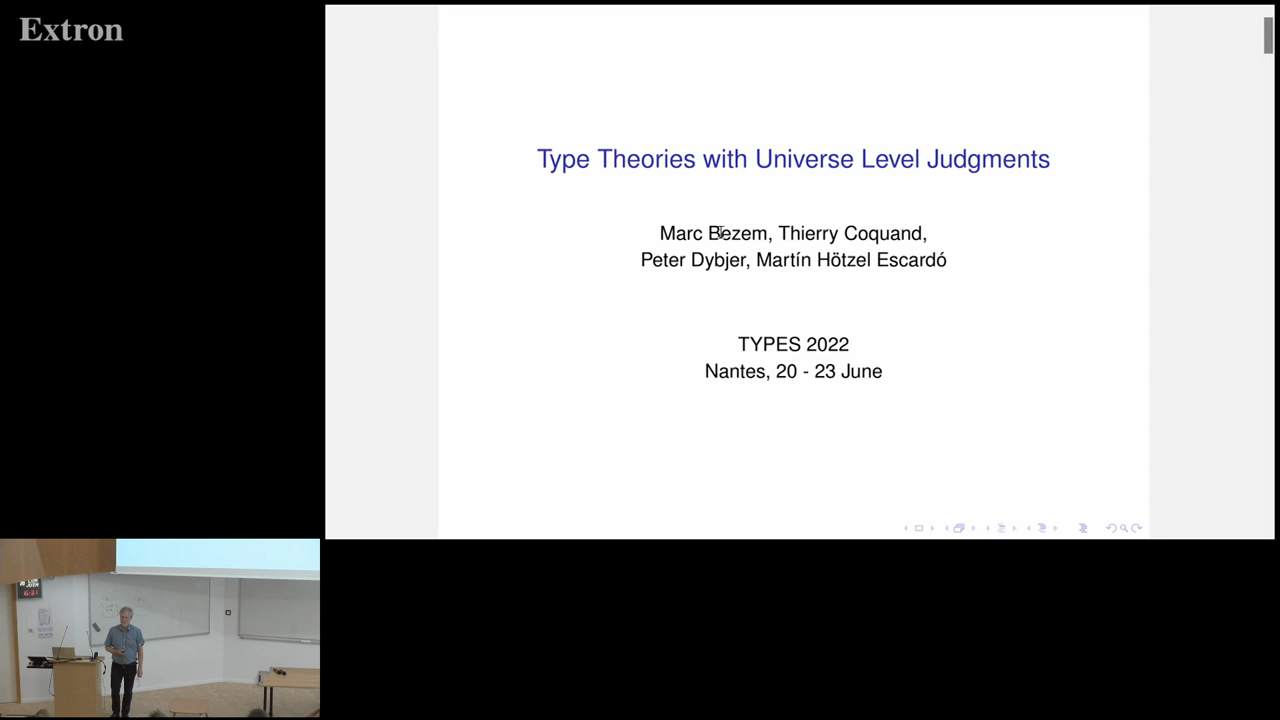 Extron
Type Theories with Universe Level Judgments
Marc Bezem, Thierry Coquand,
Peter Dybjer, Martín Hötzel Escardó
TYPES 2022
Nantes, 20 - 23 June